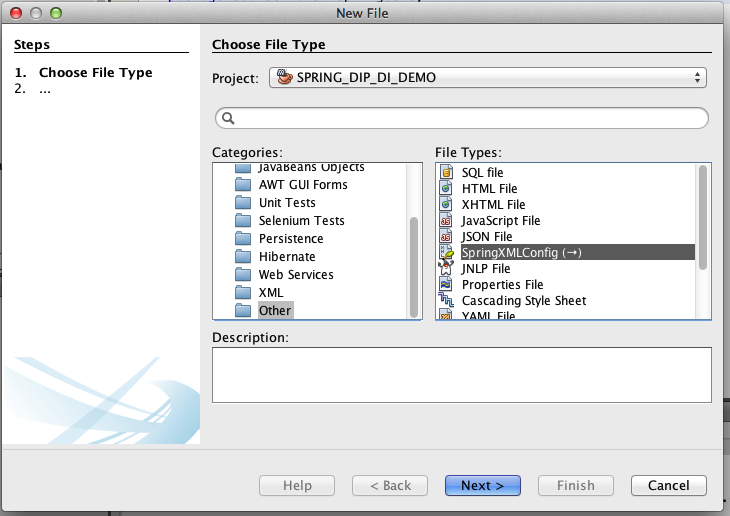 New File
Steps
1. Choose File Type
2. ...
Choose File Type
Project: SPRING_DIP_DI_DEMO
Categories:
JavaBeans Objects
AWT GUI Forms
Unit Tests
Selenium Tests
Persistence
Hibernate
Web Services
XML
Other
File Types:
SQL file
HTML File
XHTML File
JavaScript File
JSON File
SpringXMLConfig (→)
JNLP File
Properties File
Cascading Style Sheet
YAML File
Description:
Help
< Back
Next >
Finish
Cancel